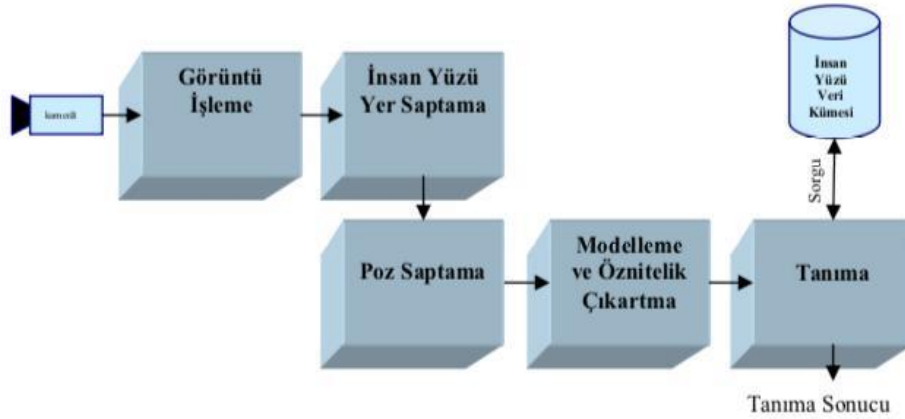 Görüntü
İşleme
İnsan Yüzü
Yer Saptama
İnsan
Yüzü
Veri
Kümesi
Sorgu
Poz Saptama
Modelleme
ve Öznitelik
Çıkartma
Tanıma
Tanıma Sonucu